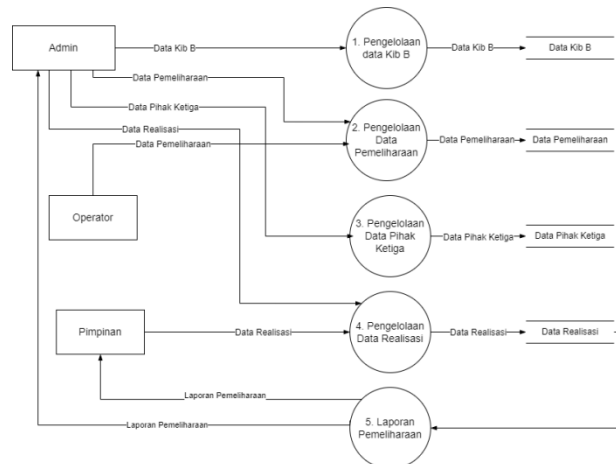 Admin
Data Kib B
1. Pengelolaan
data Kib B
Data Kib B
Data Kib B
Data Pemeliharaan
Data Pihak Ketiga
Data Realisasi
Data Pemeliharaan
2. Pengelolaan
Data
Pemeliharaan
Data Pemeliharaan
Data Pemeliharaan
Operator
3. Pengelolaan
Data Pihak
Ketiga
Data Pihak Ketiga
Data Pihak Ketiga
Pimpinan
Data Realisasi
4. Pengelolaan
Data Realisasi
Data Realisasi
Data Realisasi
Laporan Pemeliharaan
Laporan Pemeliharaan
5. Laporan
Pemeliharaan